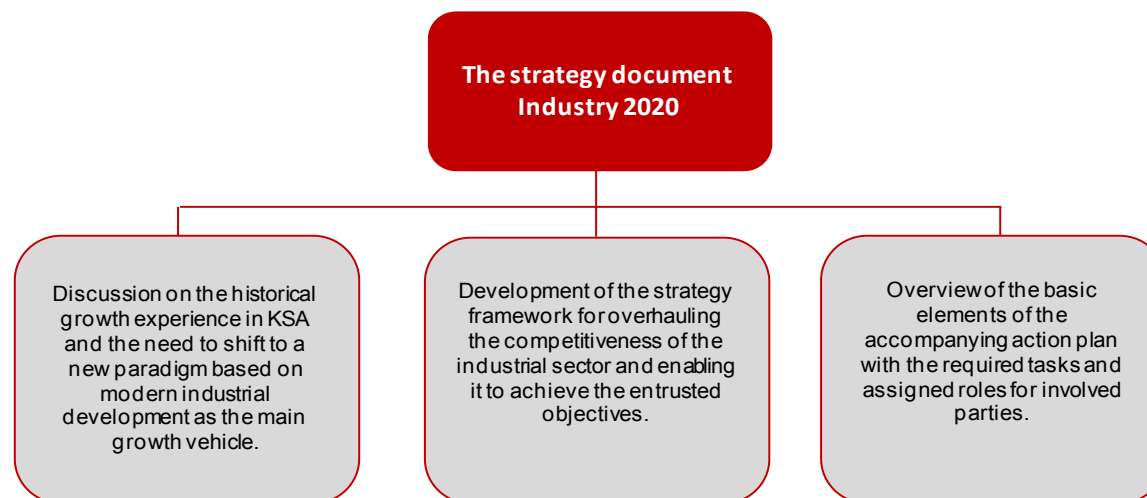 The strategy document
Industry 2020
Discussion on the historical
growth experience in KSA
and the need to shift to a
new paradigm based on
modern industrial
development as the main
growth vehicle.
Development of the strategy
framework for overhauling
the competitiveness of the
industrial sector and enabling
it to achieve the entrusted
objectives.
Overview of the basic
elements of the
accompanying action plan
with the required tasks and
assigned roles for involved
parties.